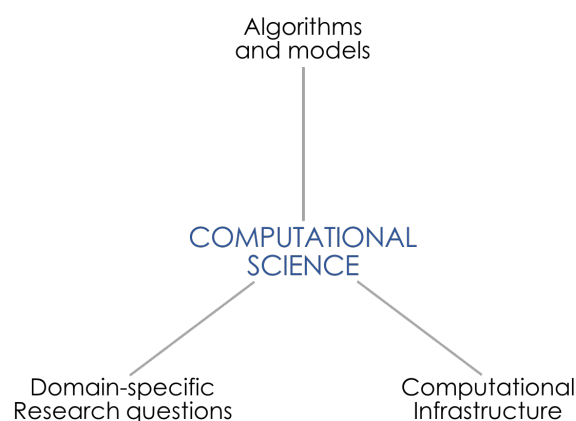 Algorithms
and models
COMPUTATIONAL
SCIENCE
Domain-specific
Research questions
Computational
Infrastructure